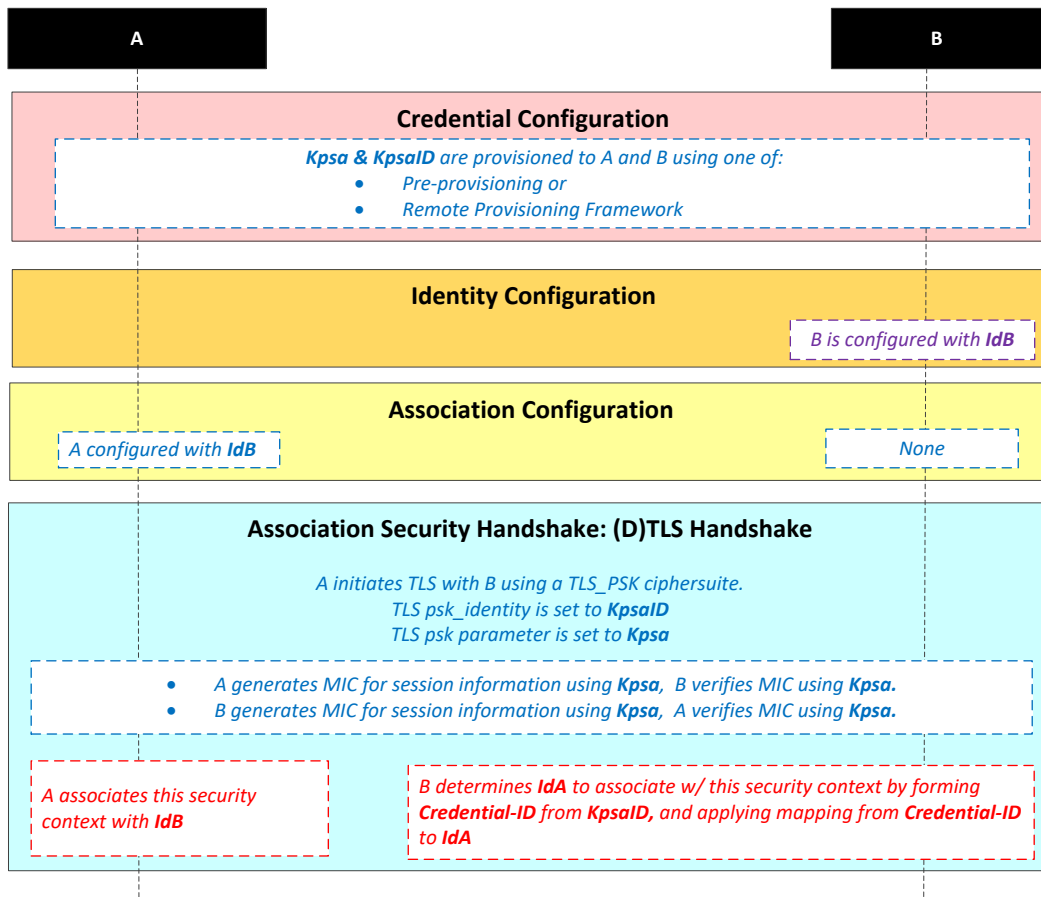 A
B
Credential Configuration
Kpsa & KpsaID are provisioned to A and B using one of:
• Pre-provisioning or
• Remote Provisioning Framework
Identity Configuration
B is configured with IdB
Association Configuration
A configured with IdB
None
Association Security Handshake: (D)TLS Handshake
A initiates TLS with B using a TLS_PSK ciphersuite.
TLS psk_identity is set to KpsaID
TLS psk parameter is set to Kpsa
• A generates MIC for session information using Kpsa, B verifies MIC using Kpsa.
• B generates MIC for session information using Kpsa, A verifies MIC using Kpsa.
A associates this security
context with IdB
B determines IdA to associate w/ this security context by forming
Credential-ID from KpsaID, and applying mapping from Credential-ID
to IdA